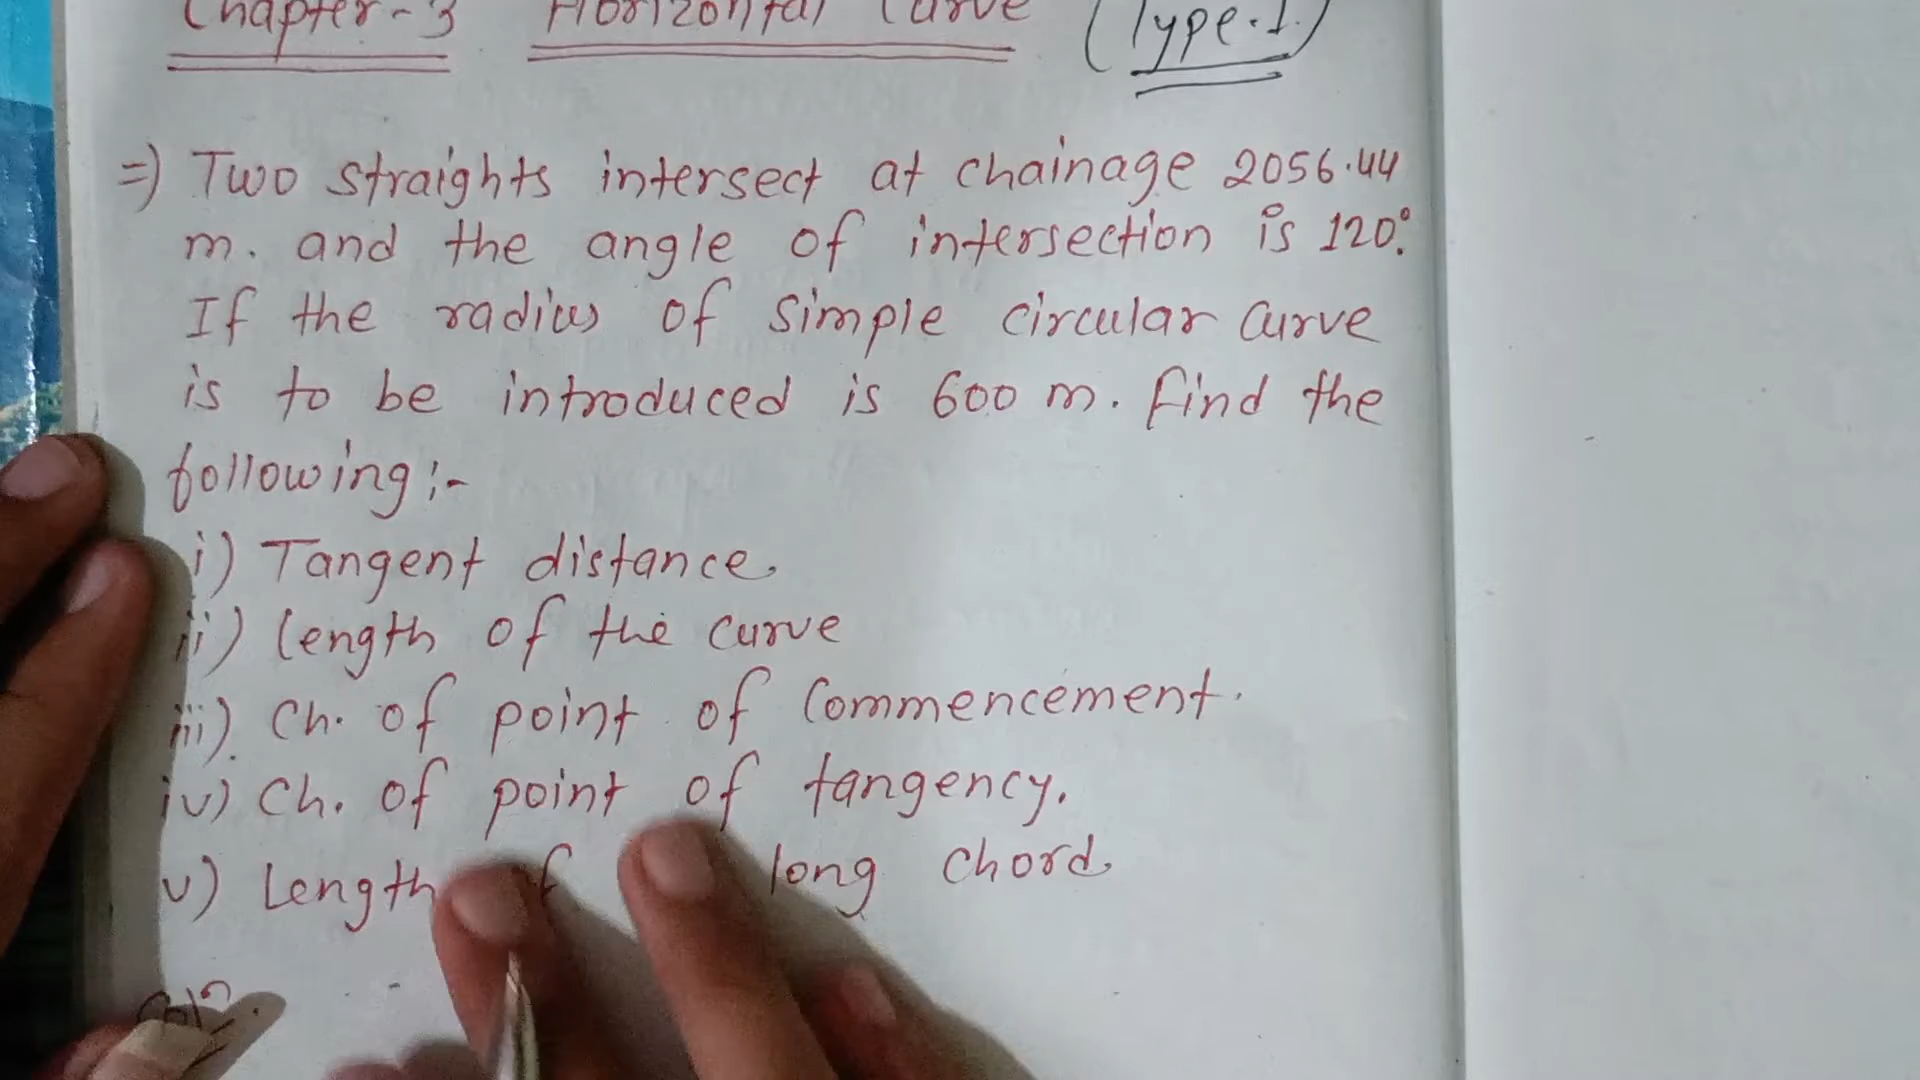 Chapter-3 Horizontal Curve (Type.1.)
=) Two straights intersect at chainage 2056.44
m. and the angle of intersection is 120°.
If the radius of simple circular curve
is to be introduced is 600 m. find the
following:-
i) Tangent distance.
ii) Length of the curve
iii) Ch. of point of Commencement.
iv) Ch. of point of tangency.
v) Length of long chord.